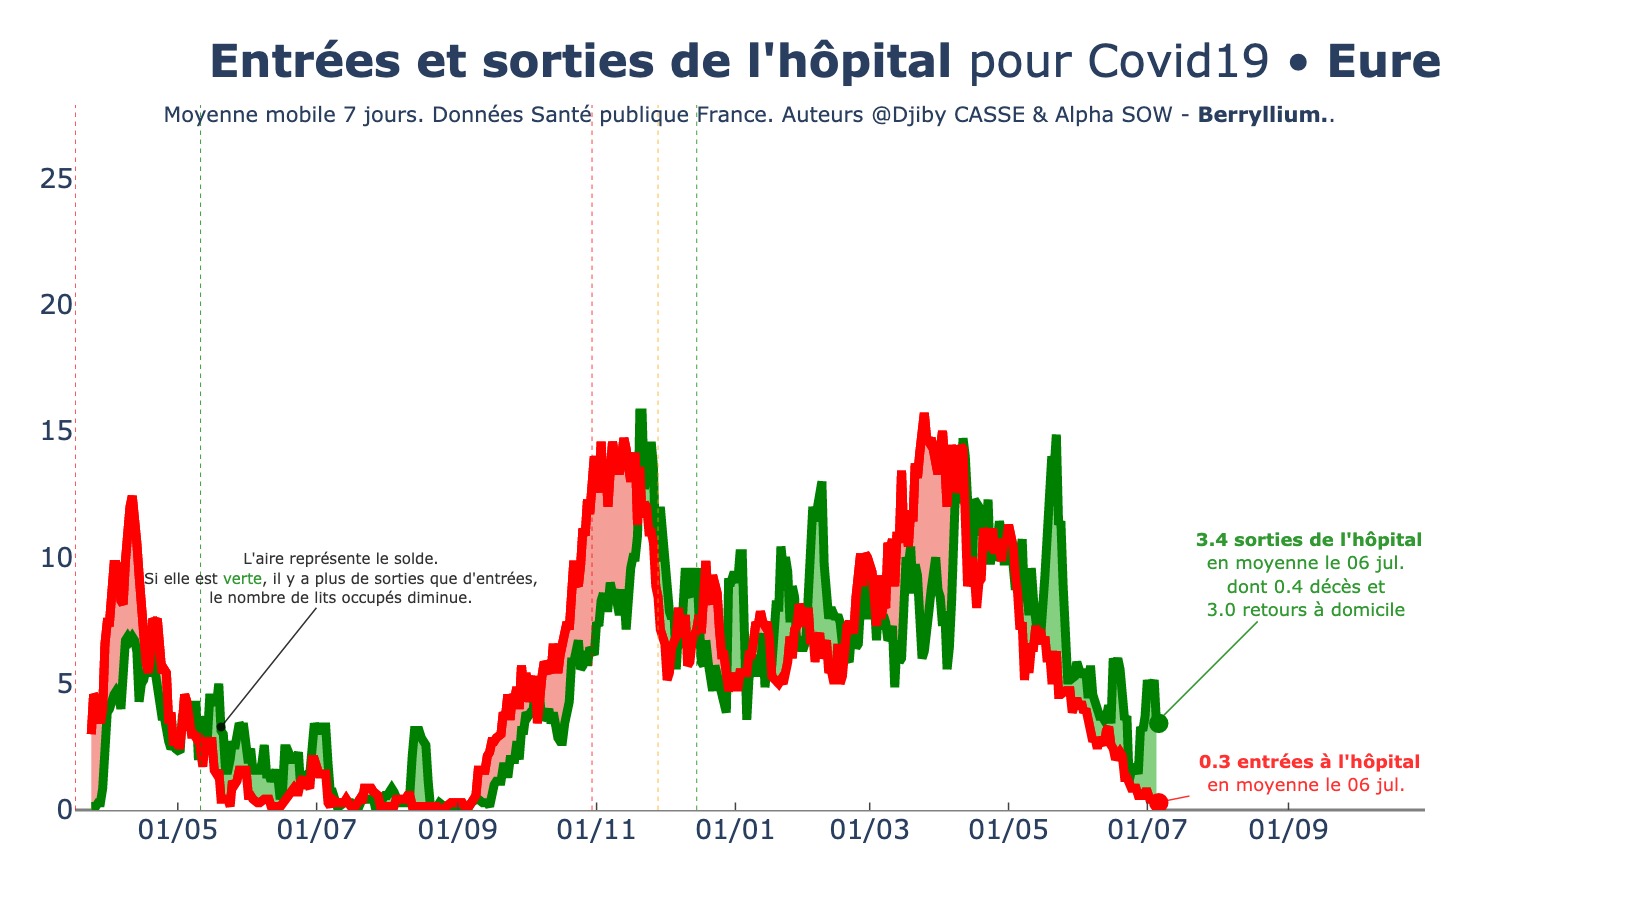 Entrées et sorties de l'hôpital pour Covid19 • Eure
Moyenne mobile 7 jours. Données Santé publique France. Auteurs @Djiby CASSE & Alpha SOW - Berryllium..
25
20
15
10
5
0
L'aire représente le solde.
Si elle est verte, il y a plus de sorties que d'entrées,
le nombre de lits occupés diminue.
3.4 sorties de l'hôpital
en moyenne le 06 jul.
dont 0.4 décès et
3.0 retours à domicile
0.3 entrées à l'hôpital
en moyenne le 06 jul.
01/05 01/07 01/09 01/11 01/01 01/03 01/05 01/07 01/09